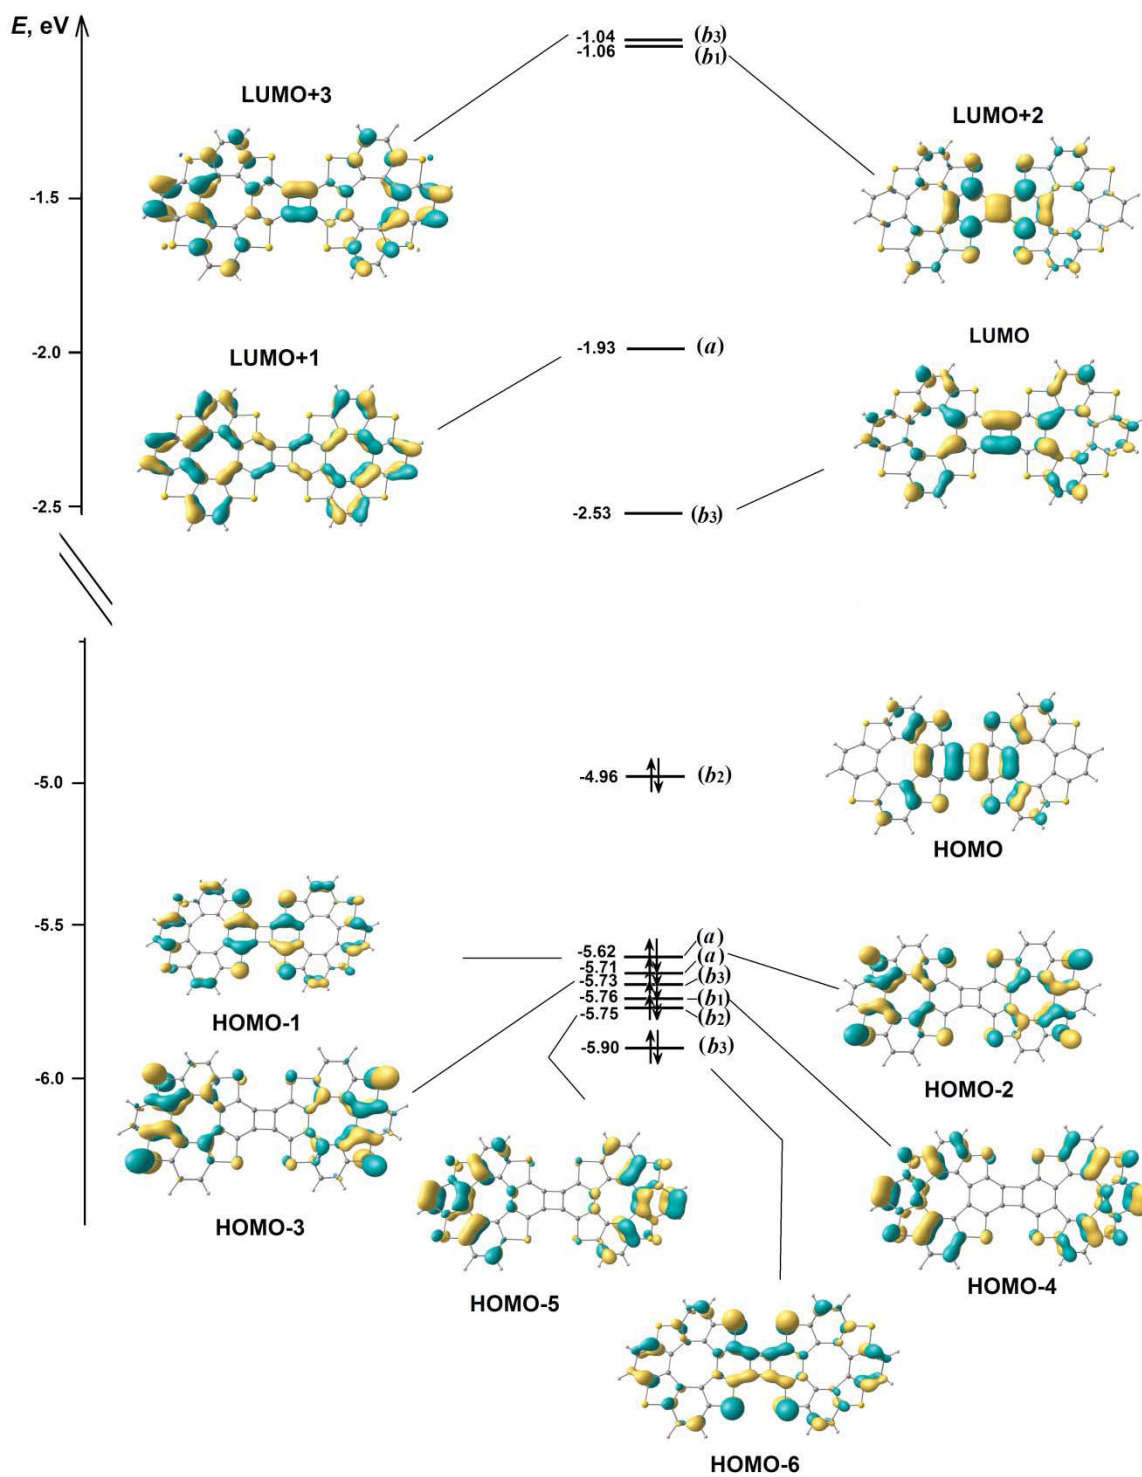 E, eV
-1.04 (b3)
-1.06 (b1)
LUMO+3
LUMO+2
-1.5
LUMO
-1.93 (a)
-2.0
LUMO+1
-2.5
-2.53 (b3)
-4.96 (b2)
-5.0
HOMO
-5.5
-5.62 (a)
-5.71 (a)
-5.73 (b3)
-5.76 (b1)
-5.75 (b2)
-5.90 (b3)
HOMO-1
-6.0
HOMO-2
HOMO-3
HOMO-4
HOMO-5
HOMO-6